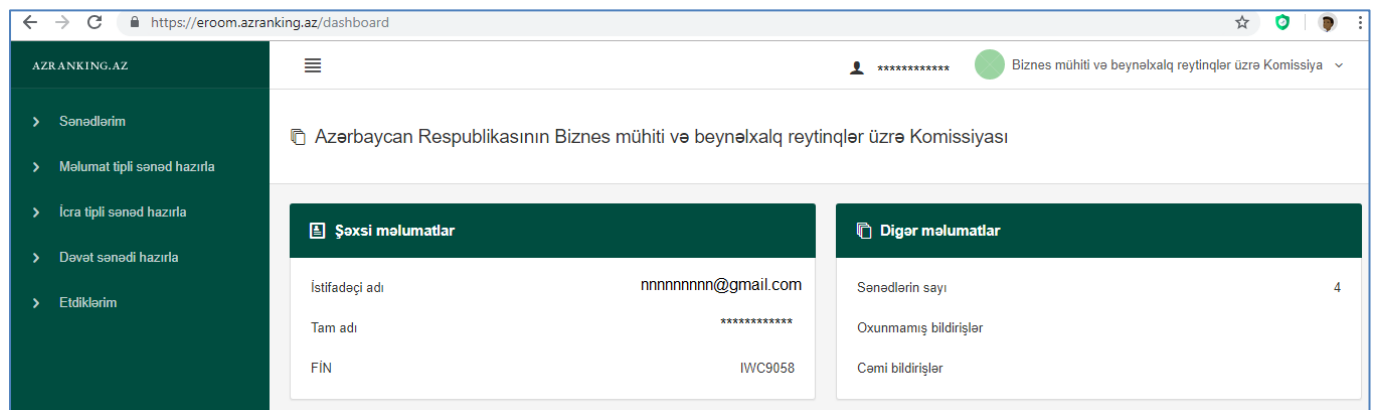 https://eroom.azranking.az/dashboard
AZRANKING.AZ
************ Biznes mühiti və beynəlxalq reytinqlər üzrə Komissiya
Sənədlərim
Məlumat tipli sənəd hazırla
İcra tipli sənəd hazırla
Dəvət sənədi hazırla
Etdiklərim
Azərbaycan Respublikasının Biznes mühiti və beynəlxalq reytinqlər üzrə Komissiyası
Şəxsi məlumatlar
İstifadəçi adı nnnnnnnnn@gmail.com
Tam adı ************
FİN IWC9058
Digər məlumatlar
Sənədlərin sayı 4
Oxunmamış bildirişlər
Cəmi bildirişlər